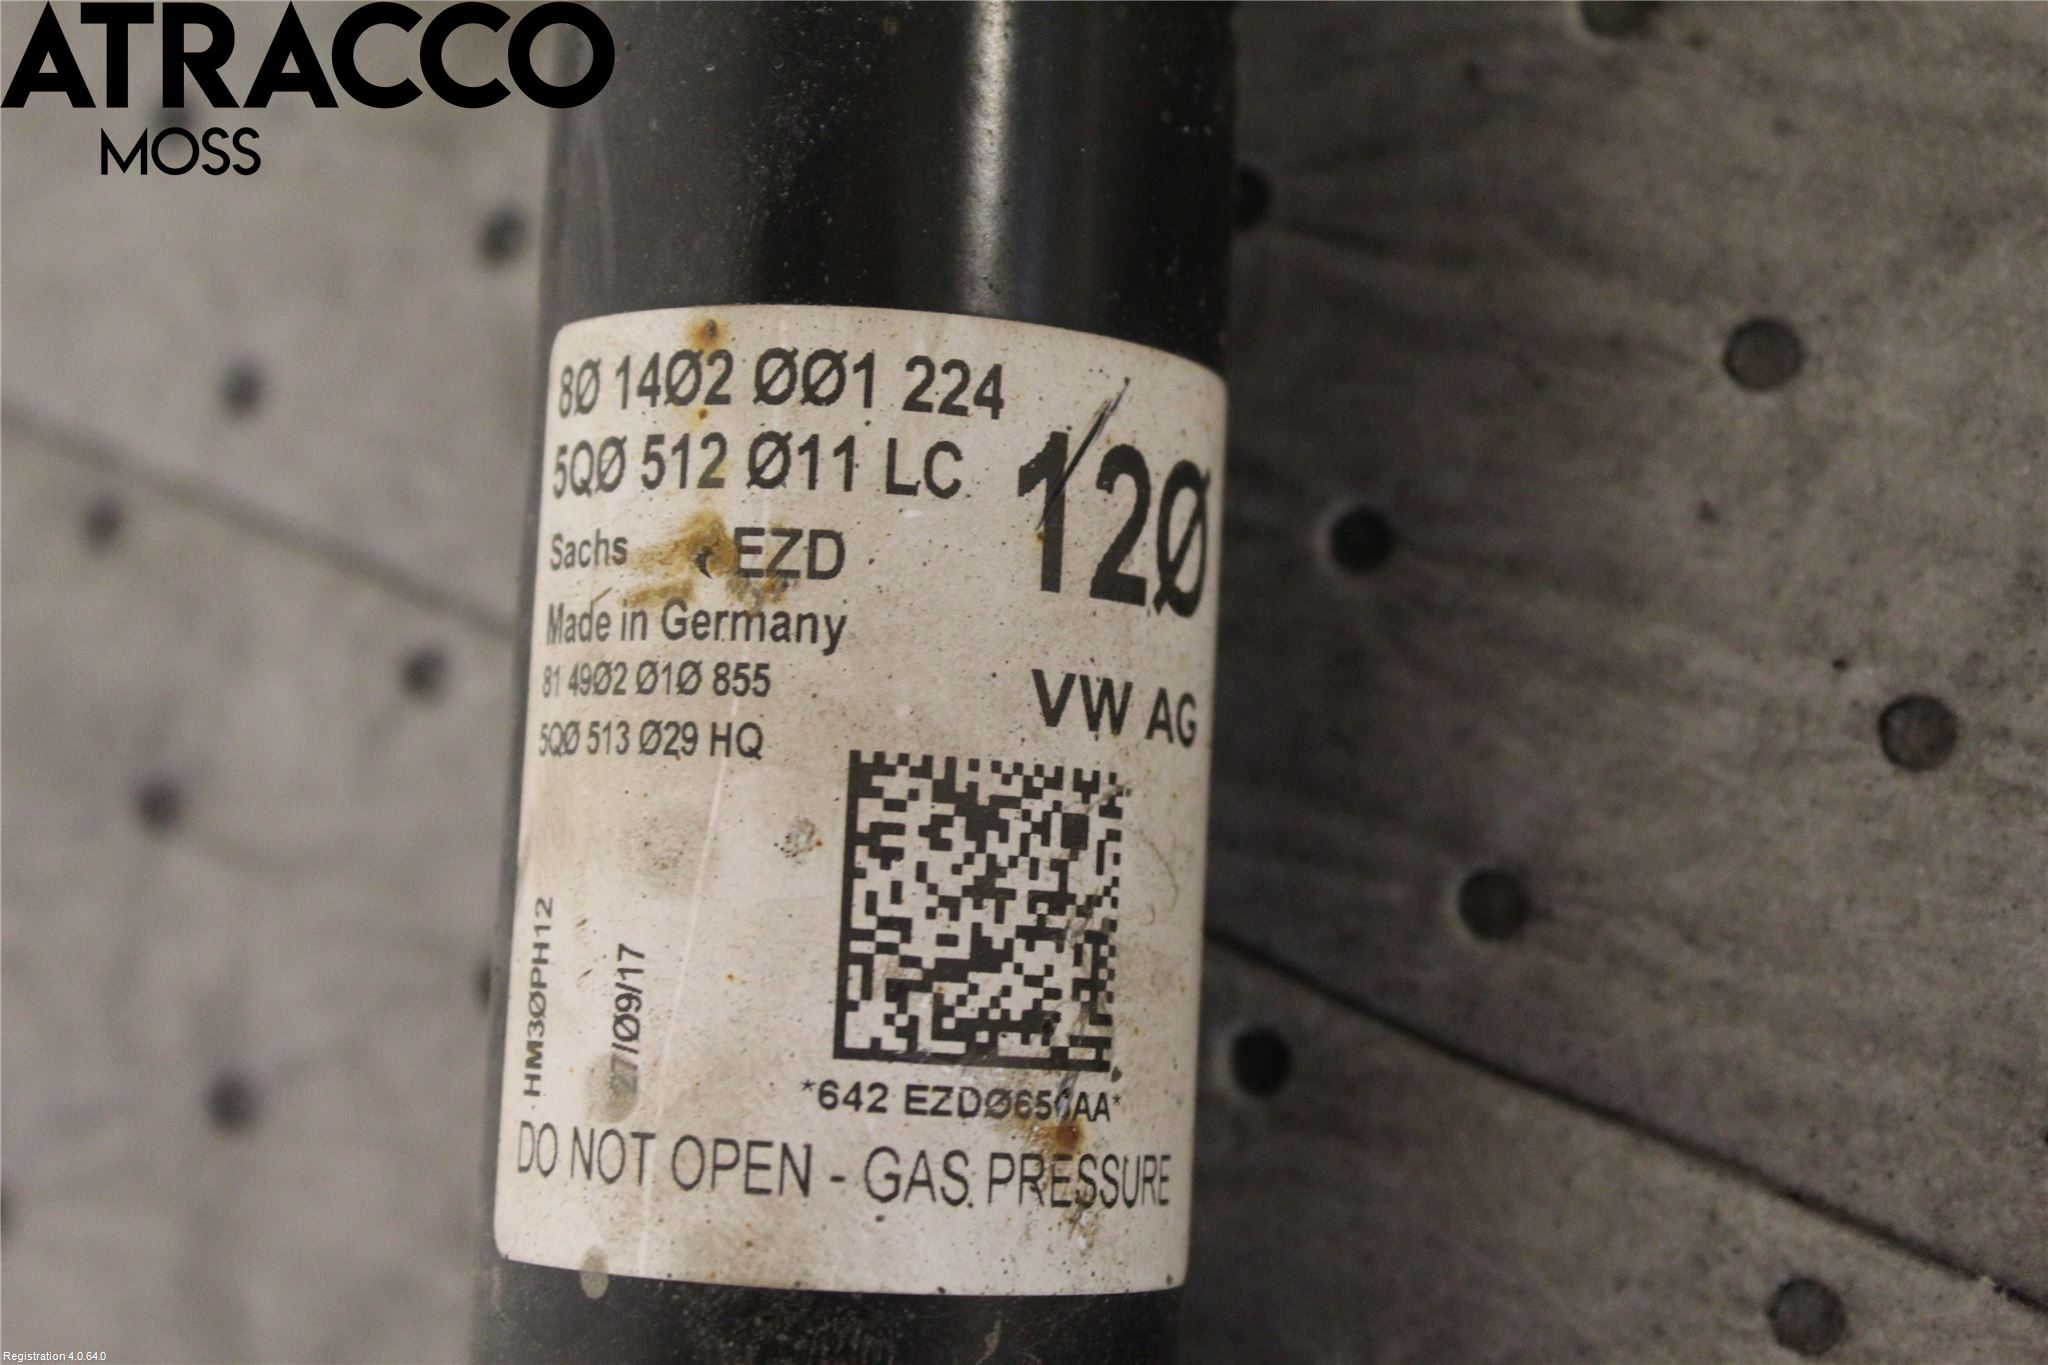 ATRACCO
MOSS
8Ø 14Ø2 ØØ1 224
5QØ 512 Ø11 LC
12Ø
Sachs EZD
Made in Germany
81 49Ø2 Ø1Ø 855
5QØ 513 Ø29 HQ
VW AG
HM3ØPH12
27/Ø9/17
*642
DO NOT OPEN - GAS PRESSURE
Registration 4.0.64.0